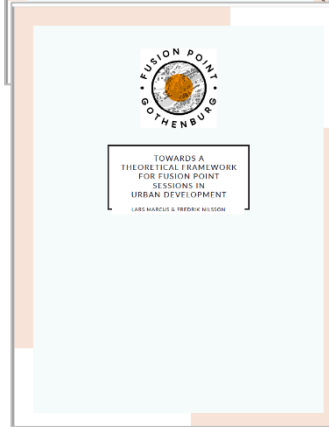 FUSION POINT
GOTHENBURG
TOWARDS A
THEORETICAL FRAMEWORK
FOR FUSION POINT
SESSIONS IN
URBAN DEVELOPMENT
LARS MARCUS & FREDRIK NILSSON